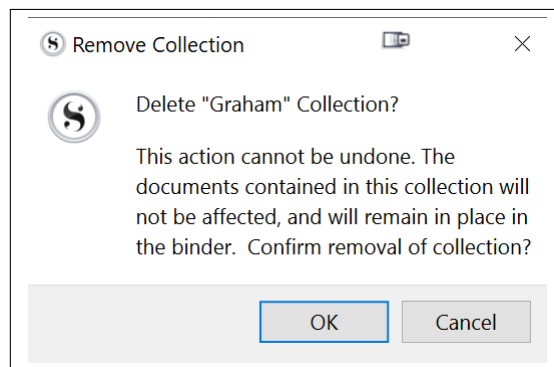 Remove Collection
Delete "Graham" Collection?
This action cannot be undone. The
documents contained in this collection will
not be affected, and will remain in place in
the binder.  Confirm removal of collection?
OK
Cancel